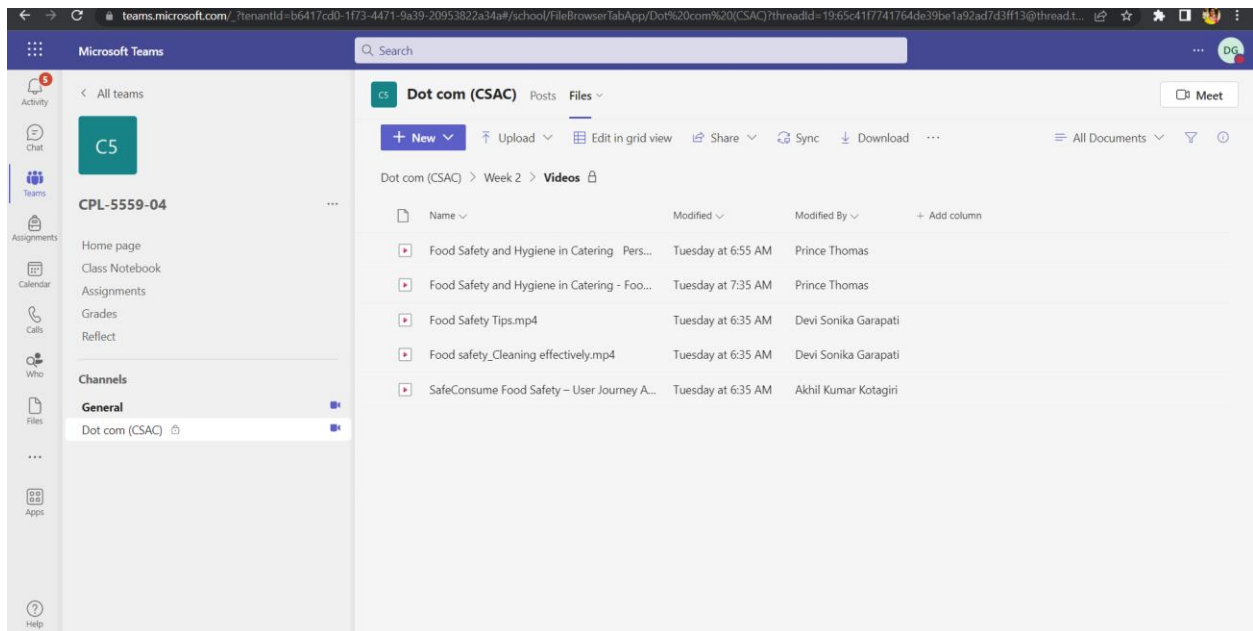 teams.microsoft.com/_?tenantId=b6417cd0-1f73-4471-9a39-20953822a34a#/school/FileBrowserTabApp/Dot%20com%20(CSAC)?threadId=19:65c41f7741764de39be1a92ad7d3ff13@thread.t...
Microsoft Teams
Search
DG
5
Activity
Chat
Teams
Assignments
Calendar
Calls
Who
Files
Apps
Help
All teams
C5
CPL-5559-04
Home page
Class Notebook
Assignments
Grades
Reflect
Channels
General
Dot com (CSAC)
C5 Dot com (CSAC) Posts Files
Meet
+ New Upload Edit in grid view Share Sync Download ... All Documents
Dot com (CSAC) > Week 2 > Videos
Name Modified Modified By + Add column
Food Safety and Hygiene in Catering Pers... Tuesday at 6:55 AM Prince Thomas
Food Safety and Hygiene in Catering - Foo... Tuesday at 7:35 AM Prince Thomas
Food Safety Tips.mp4 Tuesday at 6:35 AM Devi Sonika Garapati
Food safety_Cleaning effectively.mp4 Tuesday at 6:35 AM Devi Sonika Garapati
SafeConsume Food Safety – User Journey A... Tuesday at 6:35 AM Akhil Kumar Kotagiri